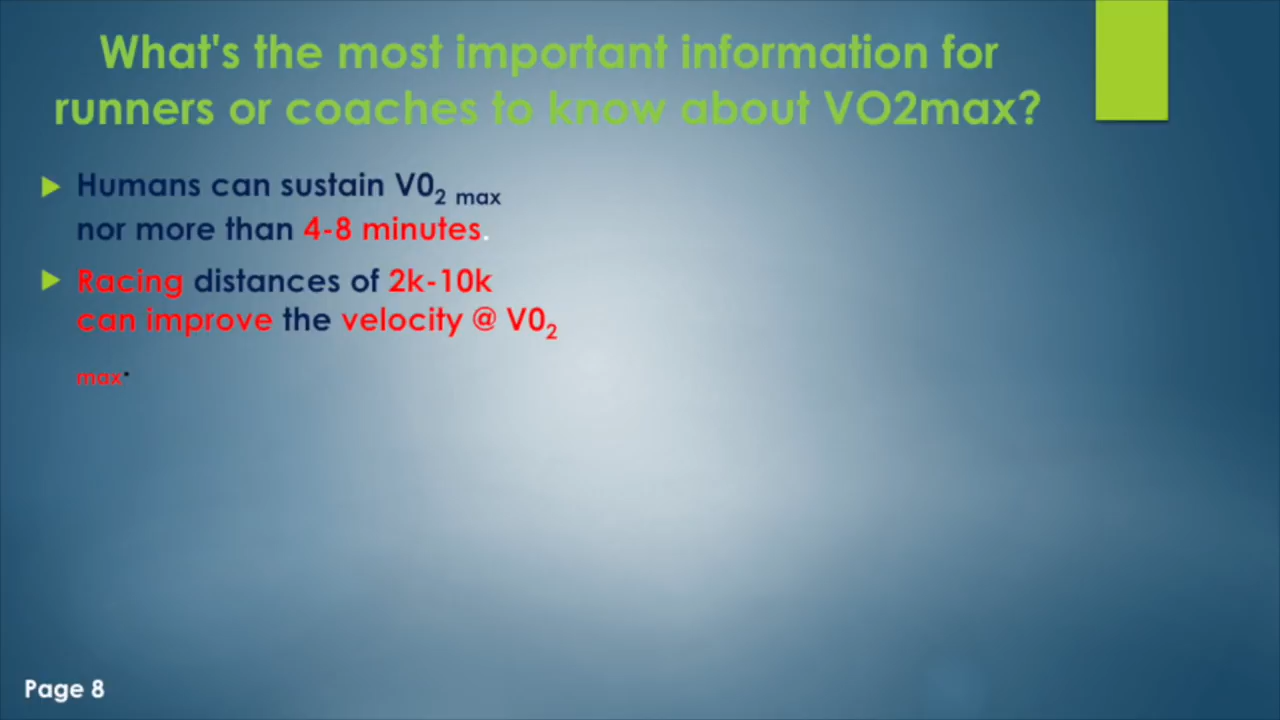 What's the most important information for
runners or coaches to know about VO2max?
Humans can sustain V0₂ max
nor more than 4-8 minutes.
Racing distances of 2k-10k
can improve the velocity @ V0₂
max.
Page 8